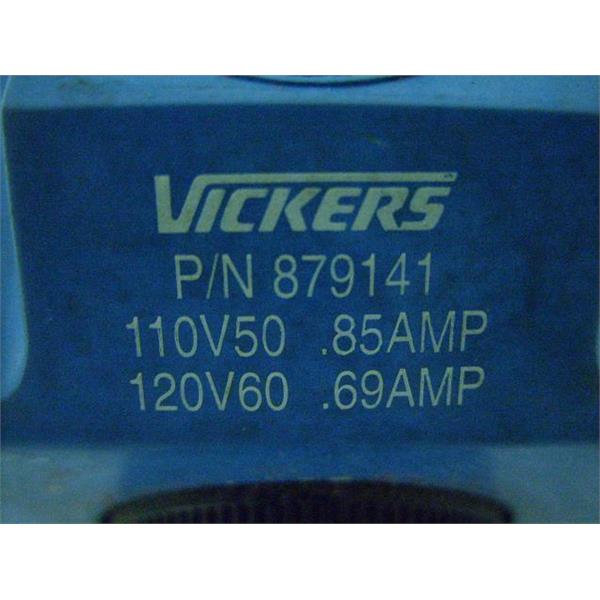 VICKERS
P/N 879141
110V50 .85AMP
120V60 .69AMP